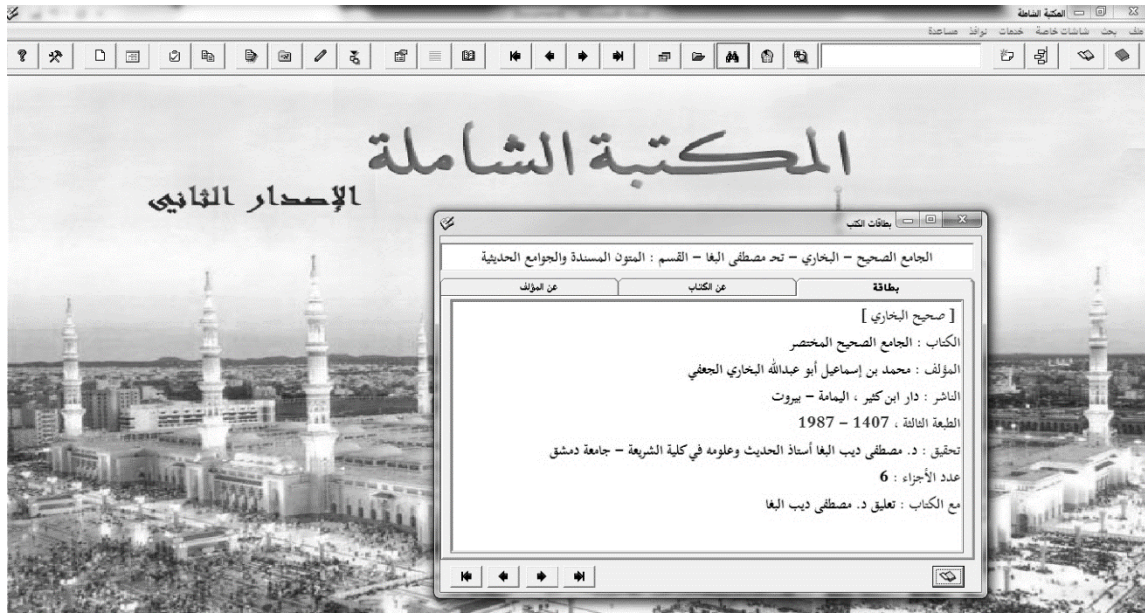 المكتبة الشاملة
ملف بحث شاشات خاصة خدمات نوافذ مساعدة
المكتبة الشاملة
الإصدار الثاني
بطاقات الكتب
الجامع الصحيح – البخاري – تحـ مصطفى البغا – القسم : المتون المسندة والجوامع الحديثية
بطاقة
عن الكتاب
عن المؤلف
[ صحيح البخاري ]
الكتاب : الجامع الصحيح المختصر
المؤلف : محمد بن إسماعيل أبو عبدالله البخاري الجعفي
الناشر : دار ابن كثير ، اليمامة – بيروت
الطبعة الثالثة ، 1407 – 1987
تحقيق : د. مصطفى ديب البغا أستاذ الحديث وعلومه في كلية الشريعة – جامعة دمشق
عدد الأجزاء : 6
مع الكتاب : تعليق د. مصطفى ديب البغا